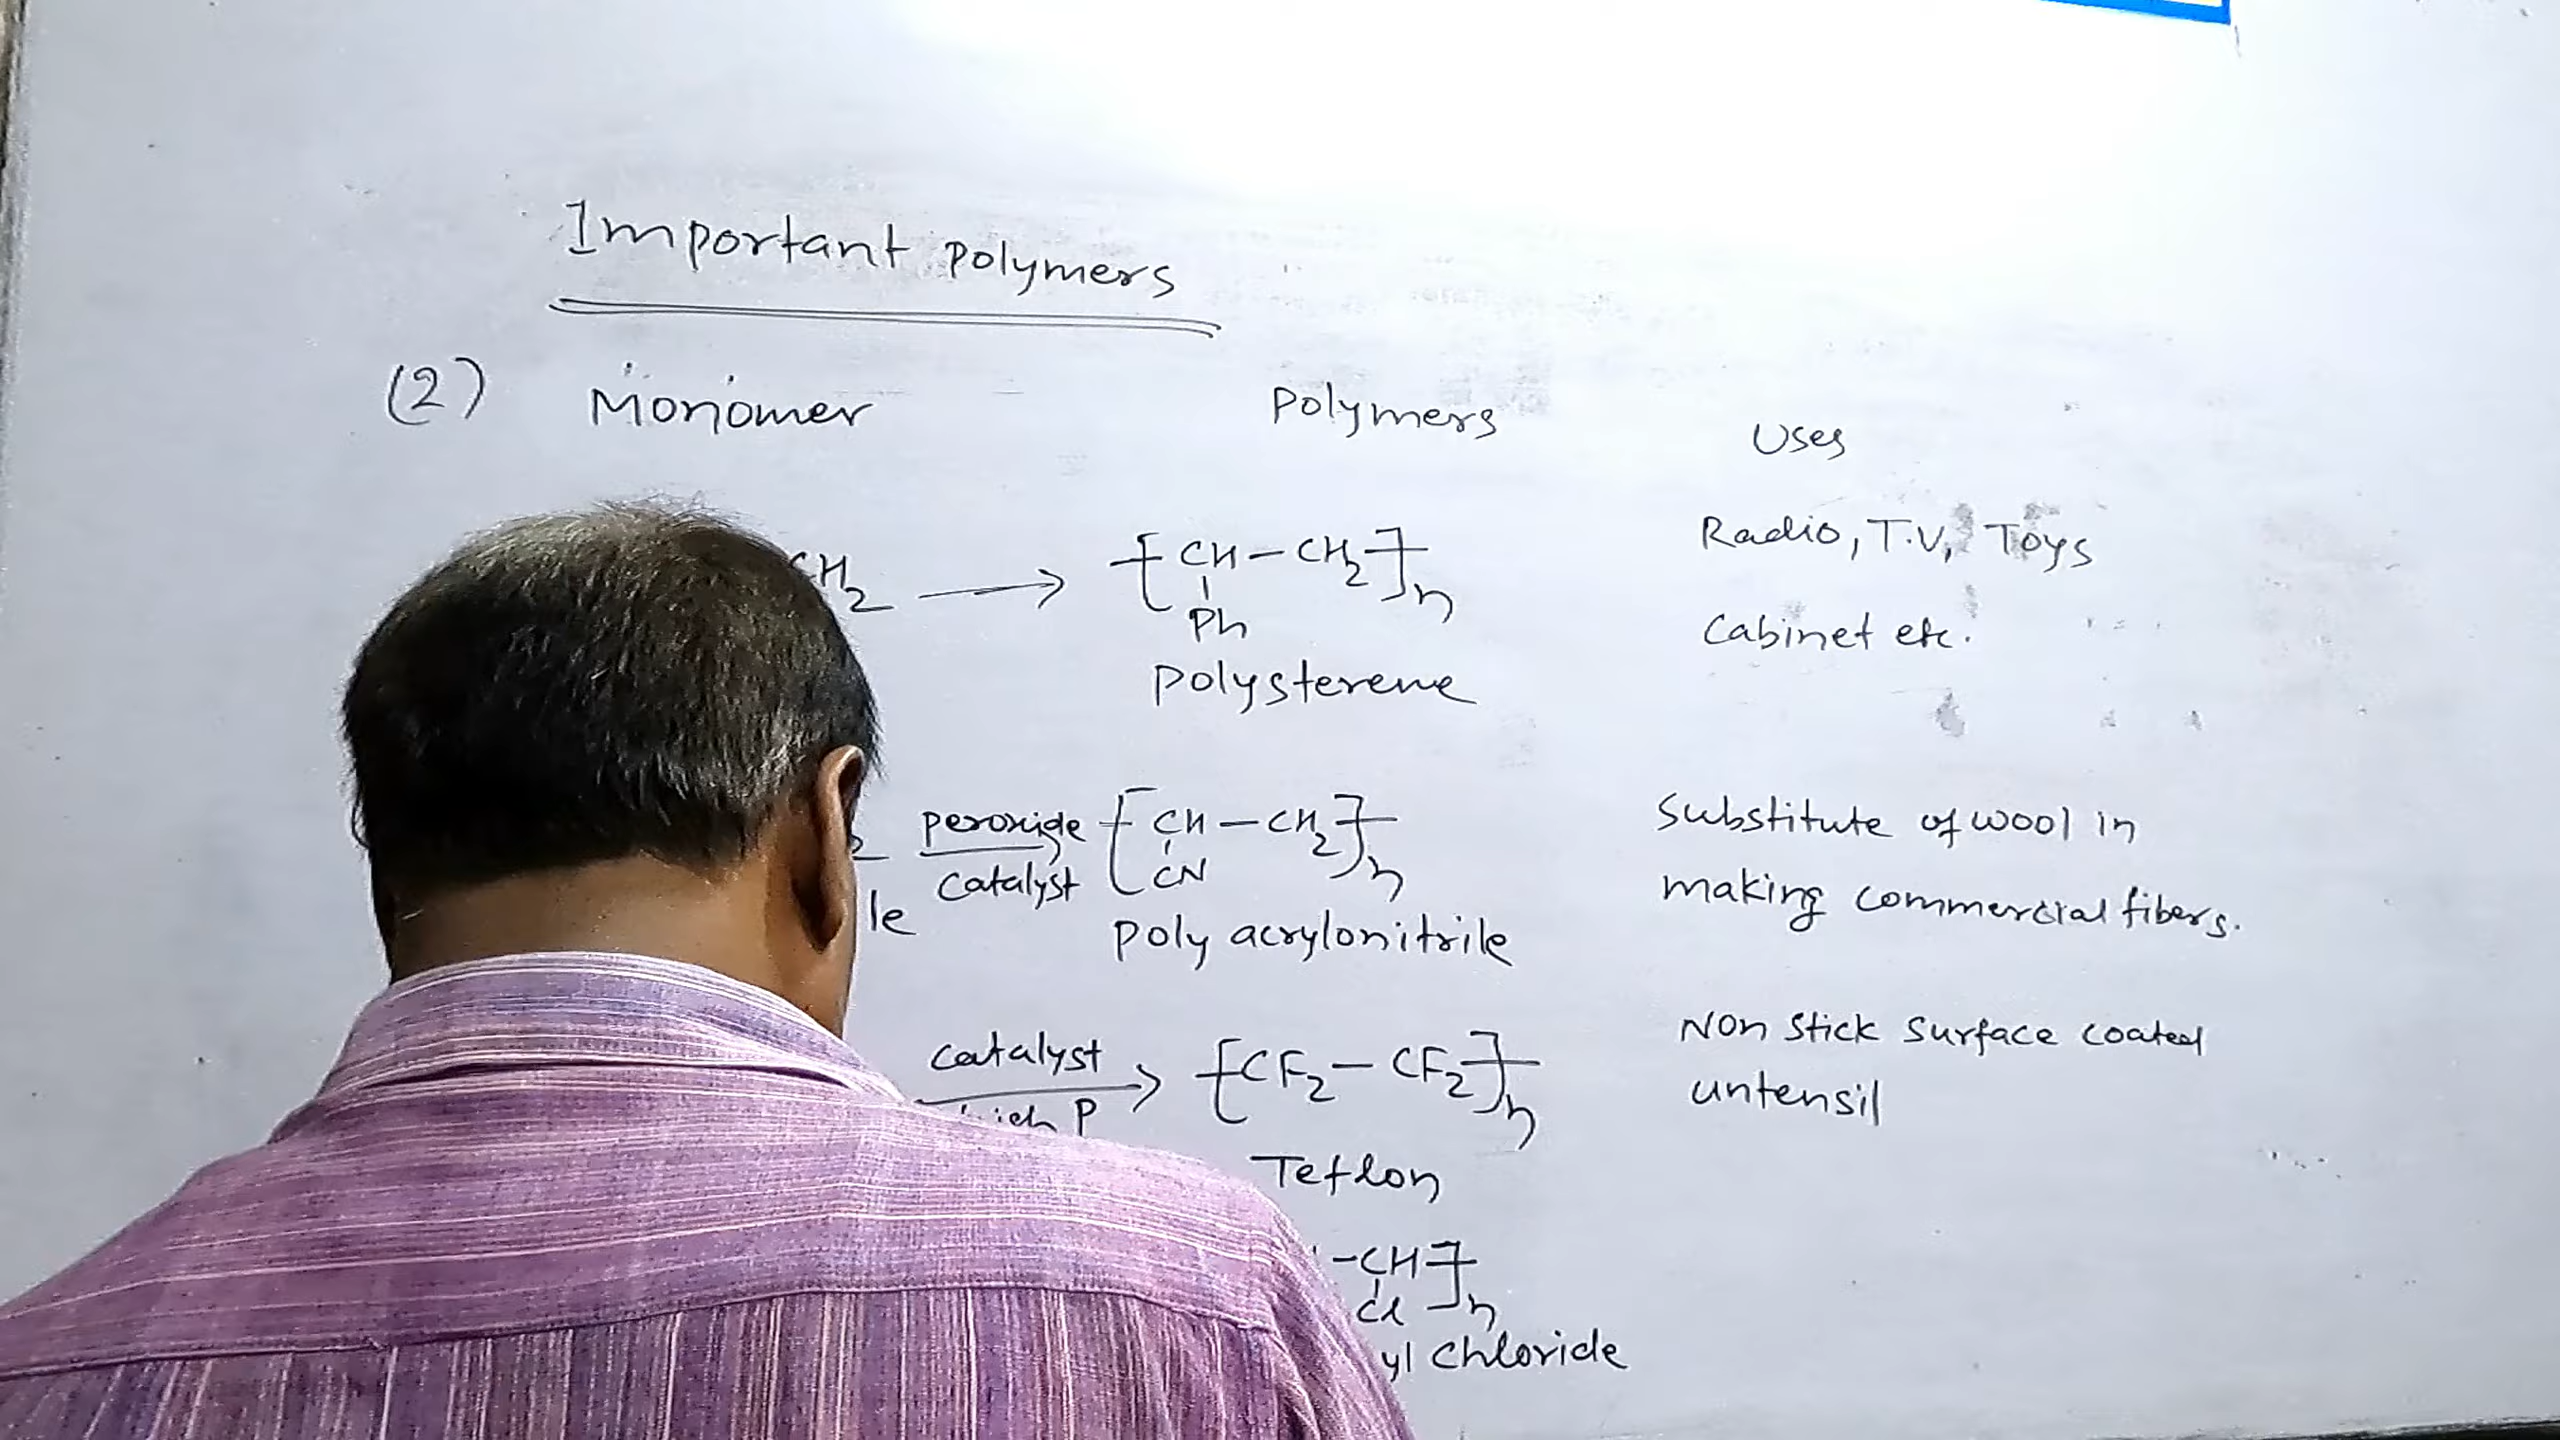 Important Polymers
(2) Monomer Polymers Uses
CH2 ⟶ [CH-CH2]n Radio, T.V, Toys
Ph Cabinet etc.
Polysterene
peroxide [CH-CH2]n Substitute of wool in
Catalyst CN making commercial fibers.
le Poly acrylonitrile
Catalyst ⟶ [CF2-CF2]n Non stick Surface coated
P untensil
Teflon
-CH]n
Cl
yl Chloride